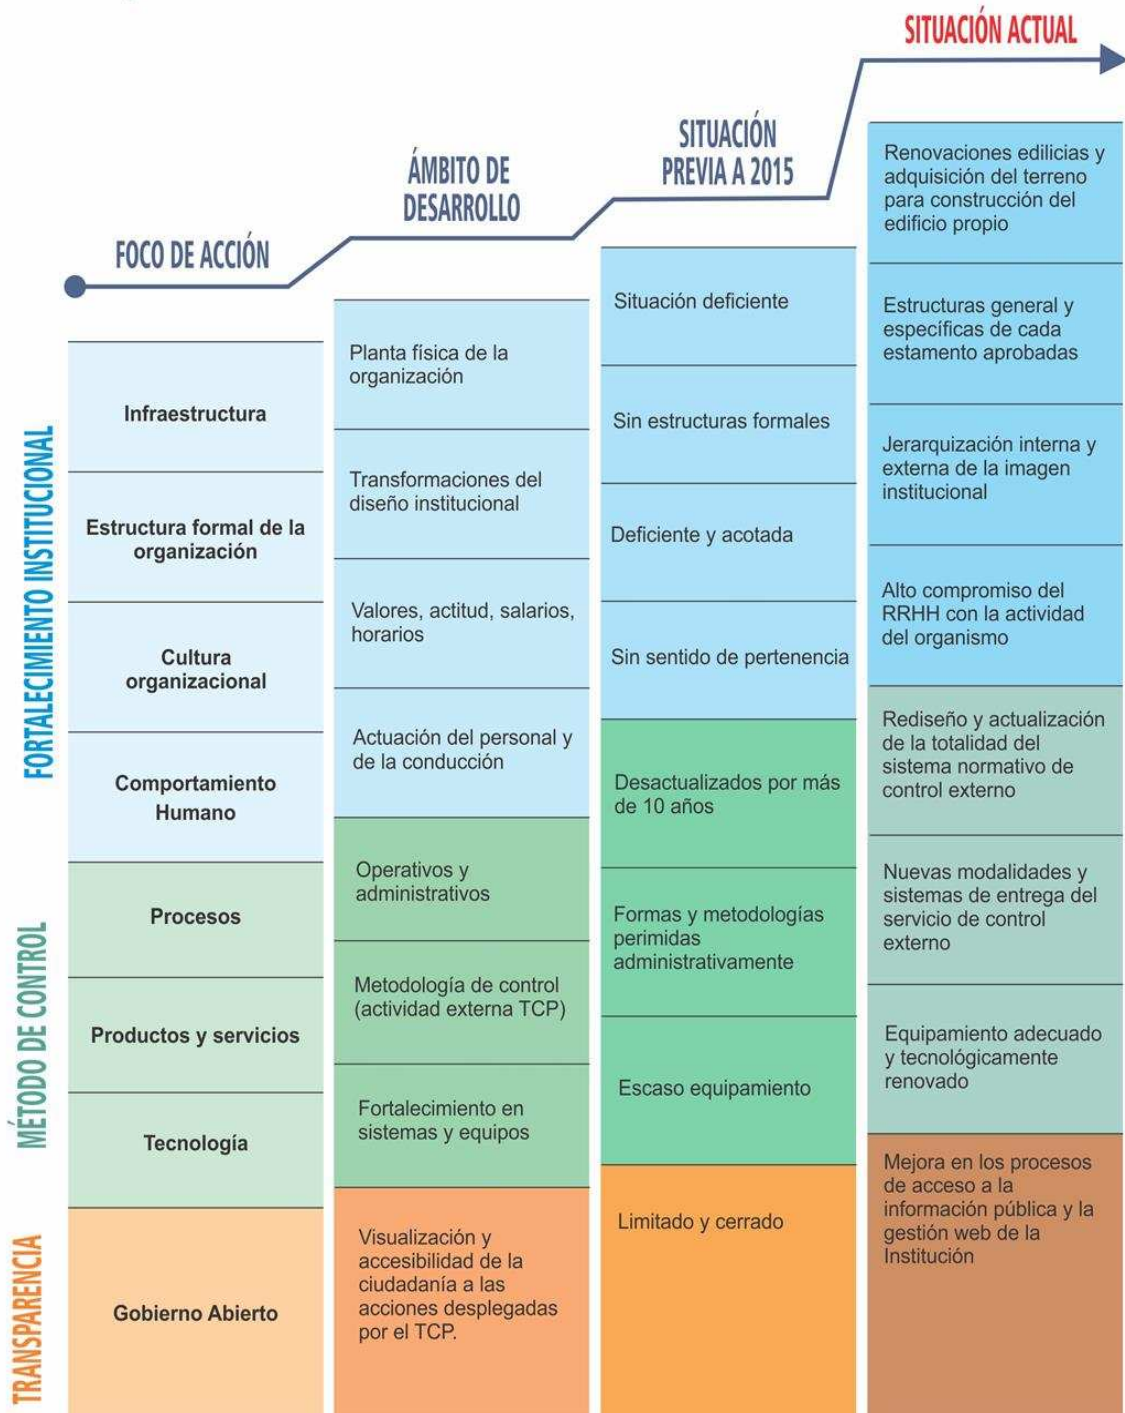 SITUACIÓN ACTUAL
SITUACIÓN
PREVIA A 2015
ÁMBITO DE
DESARROLLO
FOCO DE ACCIÓN
FORTALECIMIENTO INSTITUCIONAL
MÉTODO DE CONTROL
TRANSPARENCIA
Infraestructura
Estructura formal de la
organización
Cultura
organizacional
Comportamiento
Humano
Procesos
Productos y servicios
Tecnología
Gobierno Abierto
Planta física de la
organización
Transformaciones del
diseño institucional
Valores, actitud, salarios,
horarios
Actuación del personal y
de la conducción
Operativos y
administrativos
Metodología de control
(actividad externa TCP)
Fortalecimiento en
sistemas y equipos
Visualización y
accesibilidad de la
ciudadanía a las
acciones desplegadas
por el TCP.
Situación deficiente
Sin estructuras formales
Deficiente y acotada
Sin sentido de pertenencia
Desactualizados por más
de 10 años
Formas y metodologías
perimidas
administrativamente
Escaso equipamiento
Limitado y cerrado
Renovaciones edilicias y
adquisición del terreno
para construcción del
edificio propio
Estructuras general y
específicas de cada
estamento aprobadas
Jerarquización interna y
externa de la imagen
institucional
Alto compromiso del
RRHH con la actividad
del organismo
Rediseño y actualización
de la totalidad del
sistema normativo de
control externo
Nuevas modalidades y
sistemas de entrega del
servicio de control
externo
Equipamiento adecuado
y tecnológicamente
renovado
Mejora en los procesos
de acceso a la
información pública y la
gestión web de la
Institución